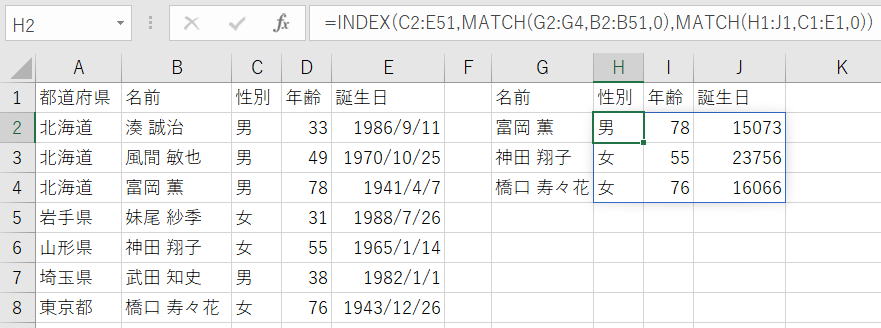 H2 fx =INDEX(C2:E51,MATCH(G2:G4,B2:B51,0),MATCH(H1:J1,C1:E1,0))
A B C D E F G H I J K
1 都道府県 名前 性別 年齢 誕生日 名前 性別 年齢 誕生日
2 北海道 湊 誠治 男 33 1986/9/11 富岡 薫 男 78 15073
3 北海道 風間 敏也 男 49 1970/10/25 神田 翔子 女 55 23756
4 北海道 富岡 薫 男 78 1941/4/7 橋口 寿々花 女 76 16066
5 岩手県 妹尾 紗季 女 31 1988/7/26
6 山形県 神田 翔子 女 55 1965/1/14
7 埼玉県 武田 知史 男 38 1982/1/1
8 東京都 橋口 寿々花 女 76 1943/12/26